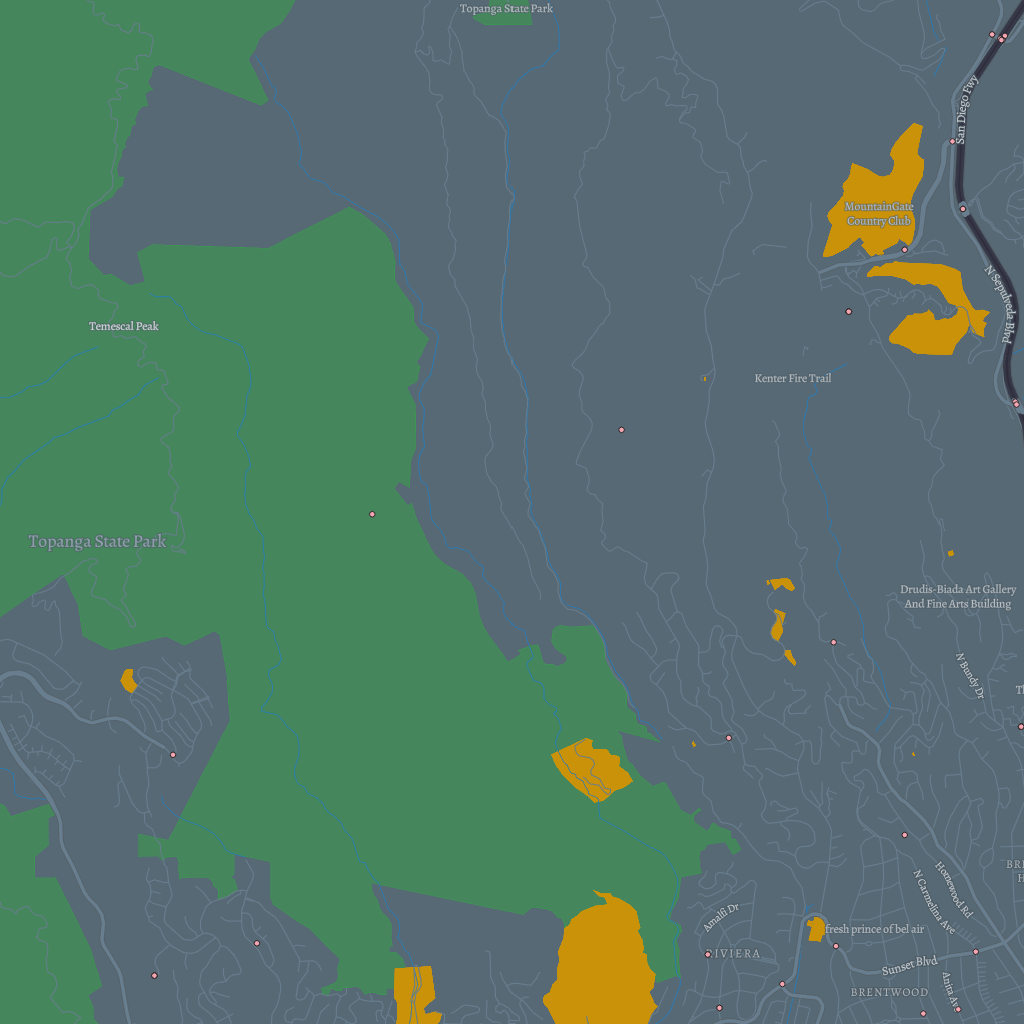 Topanga State Park
San Diego Fwy
MountainGate
Country Club
N Sepulveda Blvd
Temescal Peak
Kenter Fire Trail
Topanga State Park
Drudis-Biada Art Gallery
And Fine Arts Building
N Bundy Dr
Homewood Rd
N Carmelina Ave
Amalfi Dr
fresh prince of bel air
RIVIERA
Sunset Blvd
BRENTWOOD
Anita Av